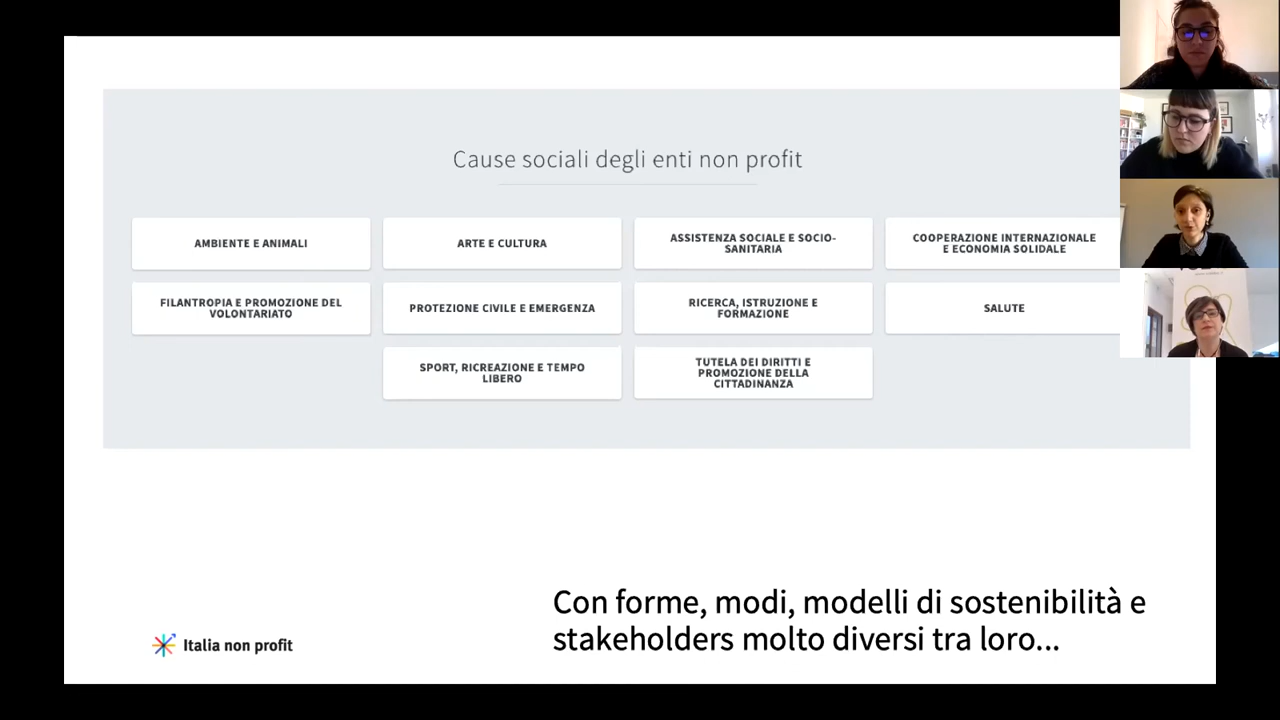 Cause sociali degli enti non profit
AMBIENTE E ANIMALI
ARTE E CULTURA
ASSISTENZA SOCIALE E SOCIO-
SANITARIA
COOPERAZIONE INTERNAZIONALE
E ECONOMIA SOLIDALE
FILANTROPIA E PROMOZIONE DEL
VOLONTARIATO
PROTEZIONE CIVILE E EMERGENZA
RICERCA, ISTRUZIONE E
FORMAZIONE
SALUTE
SPORT, RICREAZIONE E TEMPO
LIBERO
TUTELA DEI DIRITTI E
PROMOZIONE DELLA
CITTADINANZA
Con forme, modi, modelli di sostenibilità e
stakeholders molto diversi tra loro...
Italia non profit